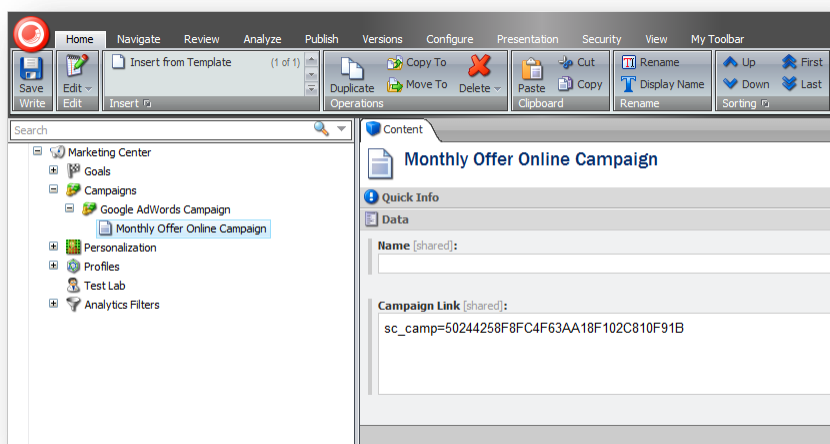 Home Navigate Review Analyze Publish Versions Configure Presentation Security View My Toolbar
Insert from Template (1 of 1) Copy To Cut Rename Up First
Save Edit Duplicate Move To Delete Paste Copy Display Name Down Last
Write Edit Insert Operations Clipboard Rename Sorting
Search
Marketing Center
Goals
Campaigns
Google AdWords Campaign
Monthly Offer Online Campaign
Personalization
Profiles
Test Lab
Analytics Filters
Content
Monthly Offer Online Campaign
Quick Info
Data
Name [shared]:
Campaign Link [shared]:
sc_camp=50244258F8FC4F63AA18F102C810F91B